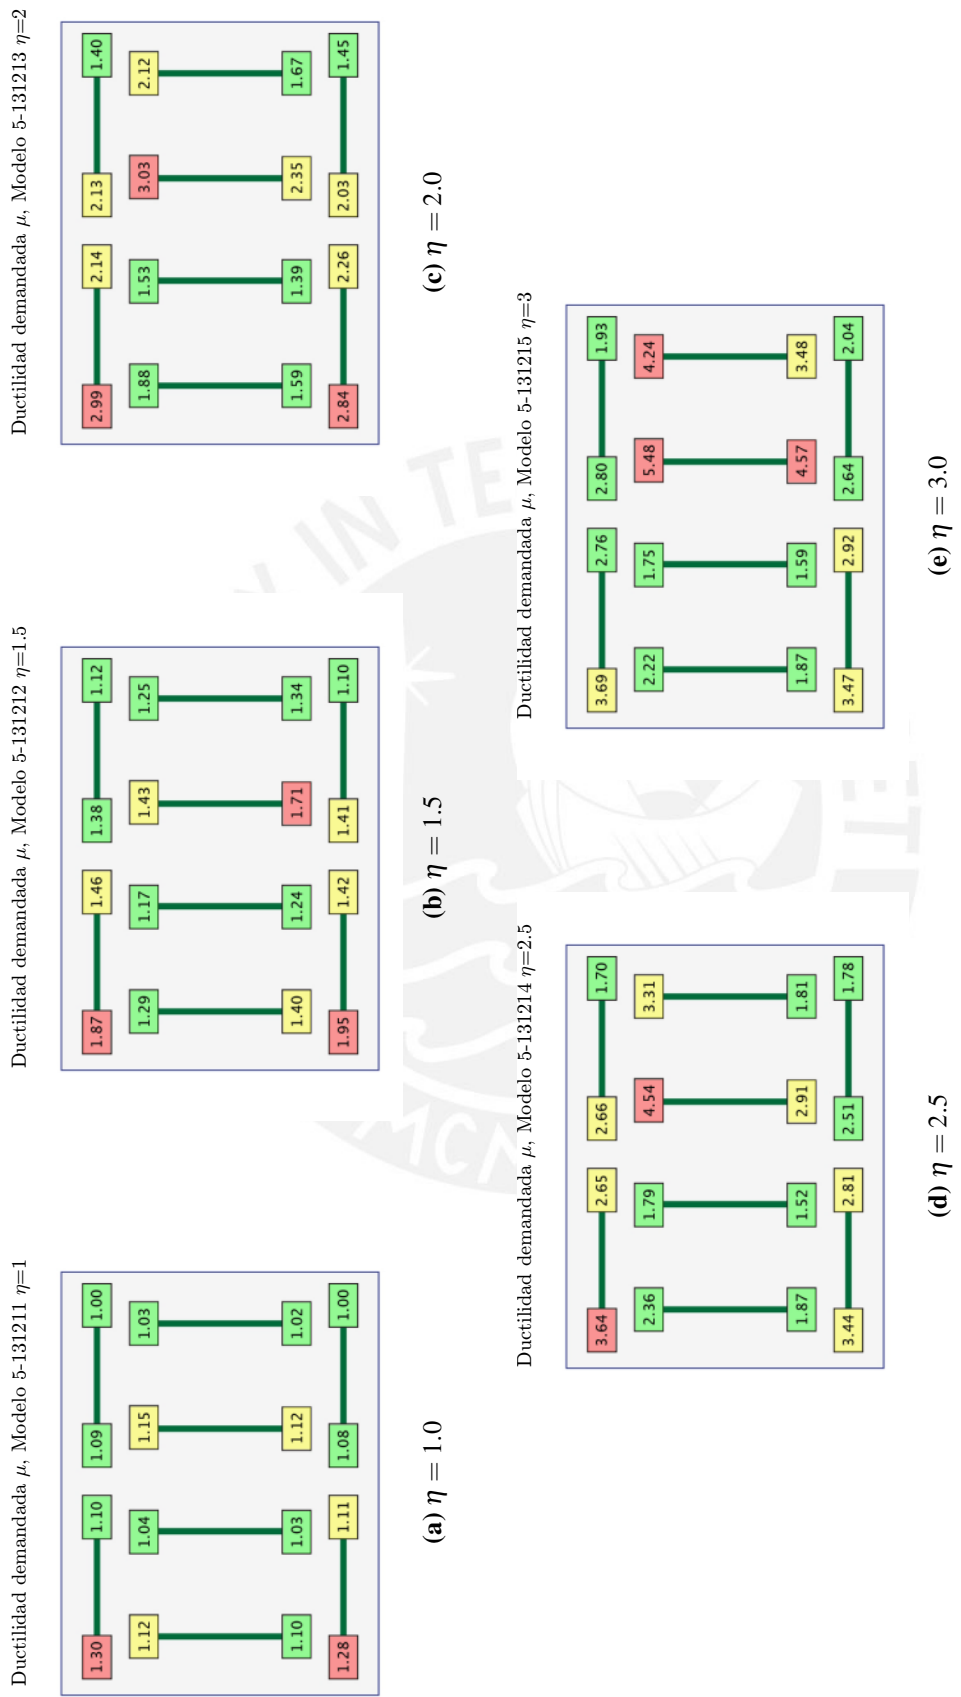 Ductilidad demandada μ, Modelo 5-131211 η=1
1.30 1.10 1.09 1.00
1.12 1.04 1.15 1.03
1.10 1.03 1.12 1.02
1.28 1.11 1.08 1.00
(a) η = 1.0
Ductilidad demandada μ, Modelo 5-131212 η=1.5
1.87 1.46 1.38 1.12
1.29 1.17 1.43 1.25
1.40 1.24 1.71 1.34
1.95 1.42 1.41 1.10
(b) η = 1.5
Ductilidad demandada μ, Modelo 5-131213 η=2
2.99 2.14 2.13 1.40
1.88 1.53 3.03 2.12
1.59 1.39 2.35 1.67
2.84 2.26 2.03 1.45
(c) η = 2.0
Ductilidad demandada μ, Modelo 5-131214 η=2.5
3.64 2.65 2.66 1.70
2.36 1.79 4.54 3.31
1.87 1.52 2.91 1.81
3.44 2.81 2.51 1.78
(d) η = 2.5
Ductilidad demandada μ, Modelo 5-131215 η=3
3.69 2.76 2.80 1.93
2.22 1.75 5.48 4.24
1.87 1.59 4.57 3.48
3.47 2.92 2.64 2.04
(e) η = 3.0
IN TE